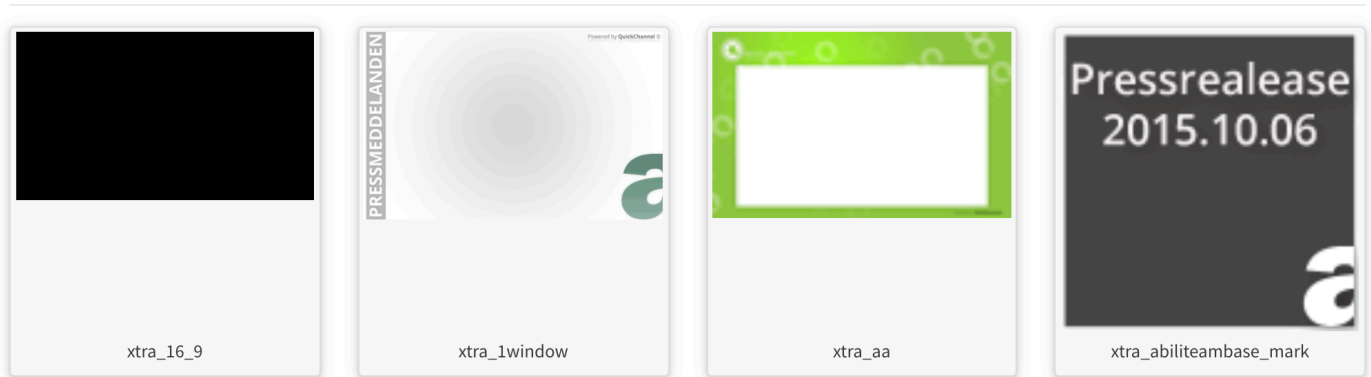 PRESSMEDDELANDEN
Powered by QuickChannel ©
Pressrealease
2015.10.06
a
a
xtra_16_9
xtra_1window
xtra_aa
xtra_abiliteambase_mark